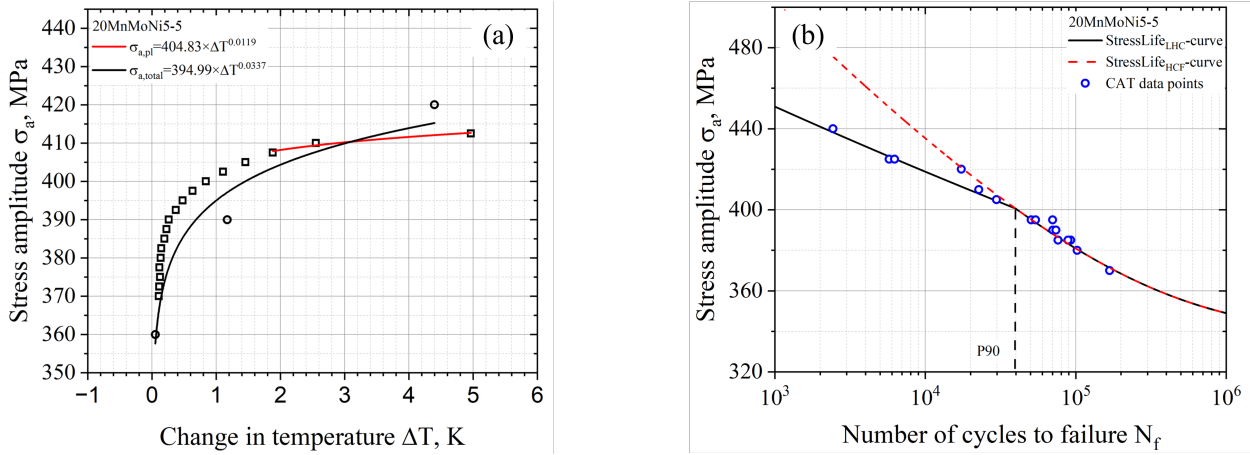 (a)
20MnMoNi5-5
σa,pl=404.83×ΔT^0.0119
σa,total=394.99×ΔT^0.0337
Stress amplitude σa, MPa
440
430
420
410
400
390
380
370
360
350
−1
0
1
2
3
4
5
6
Change in temperature ΔT, K
(b)
20MnMoNi5-5
StressLifeLHC-curve
StressLifeHCF-curve
CAT data points
Stress amplitude σa, MPa
480
440
400
360
320
P90
10^3
10^4
10^5
10^6
Number of cycles to failure Nf